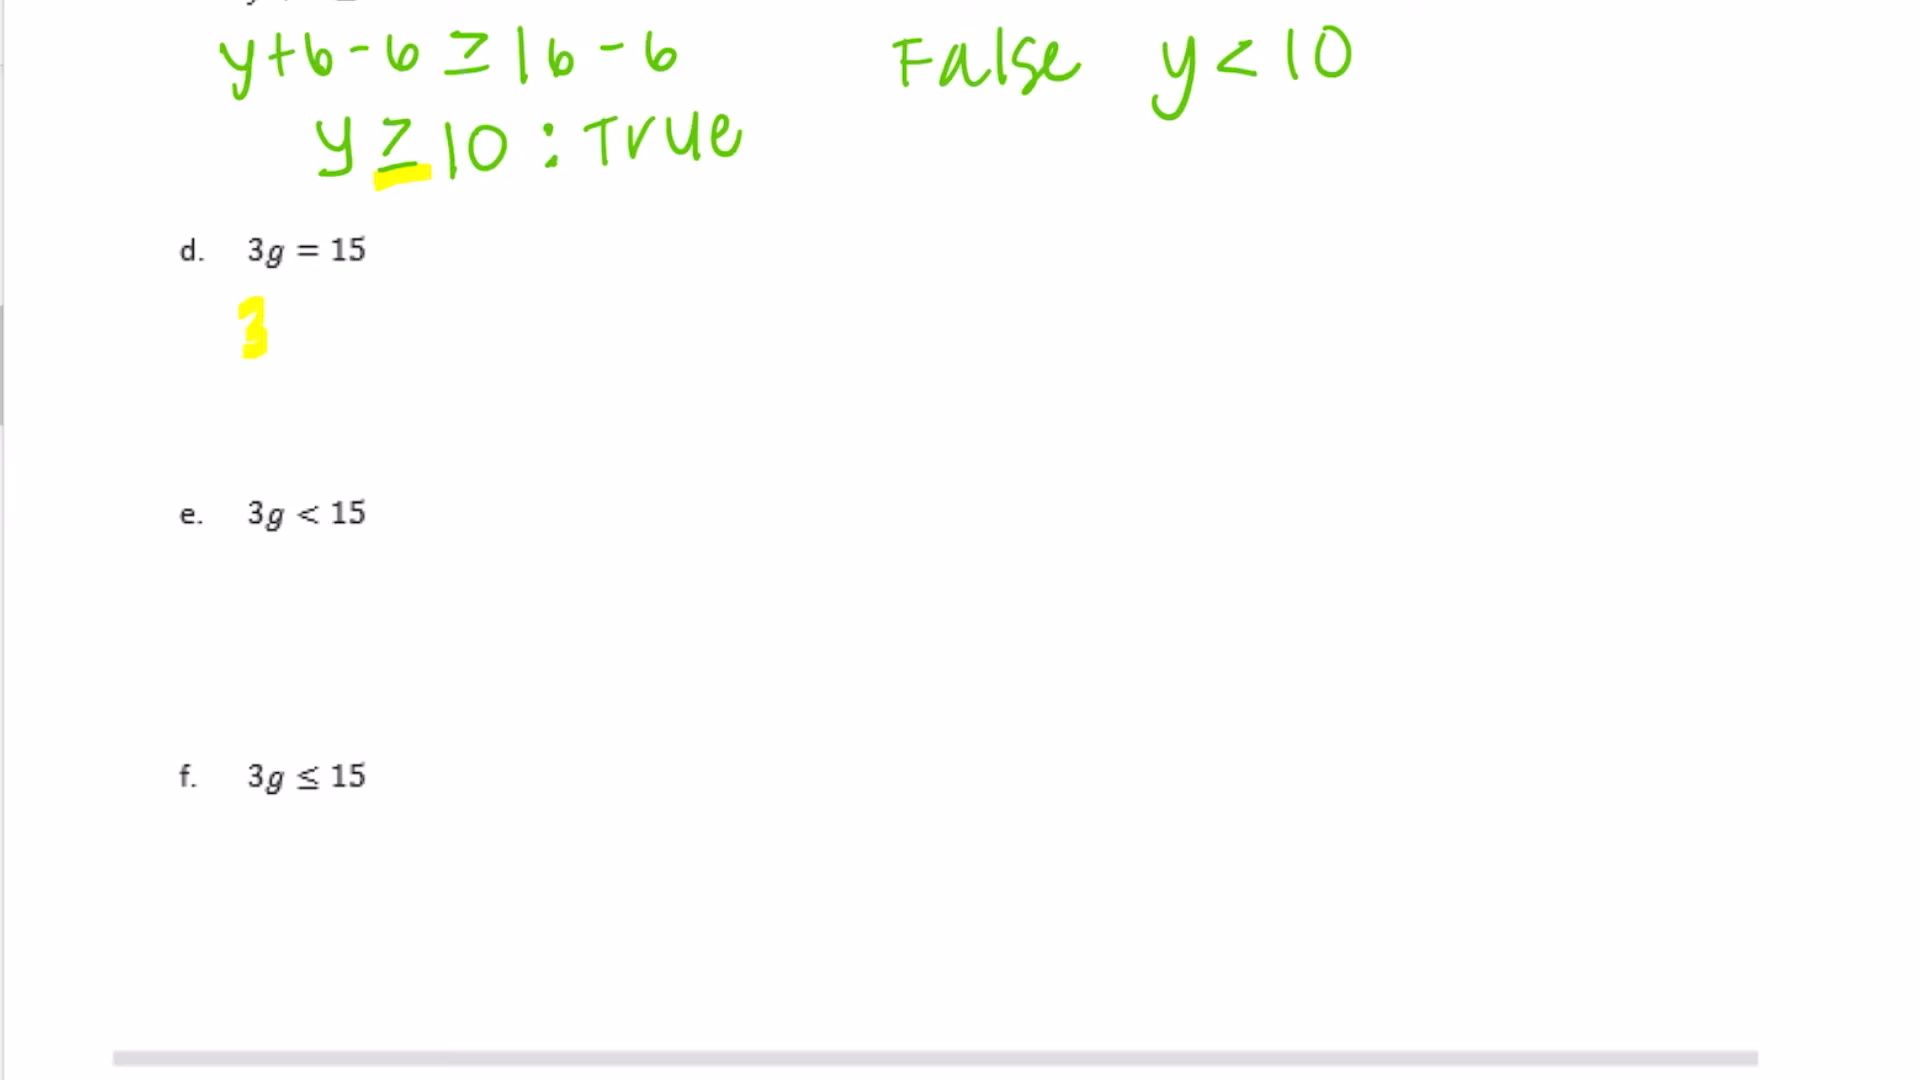 y+6-6 ≥ 16-6 False y < 10
y ≥ 10 : True
d. 3g = 15
3
e. 3g < 15
f. 3g ≤ 15